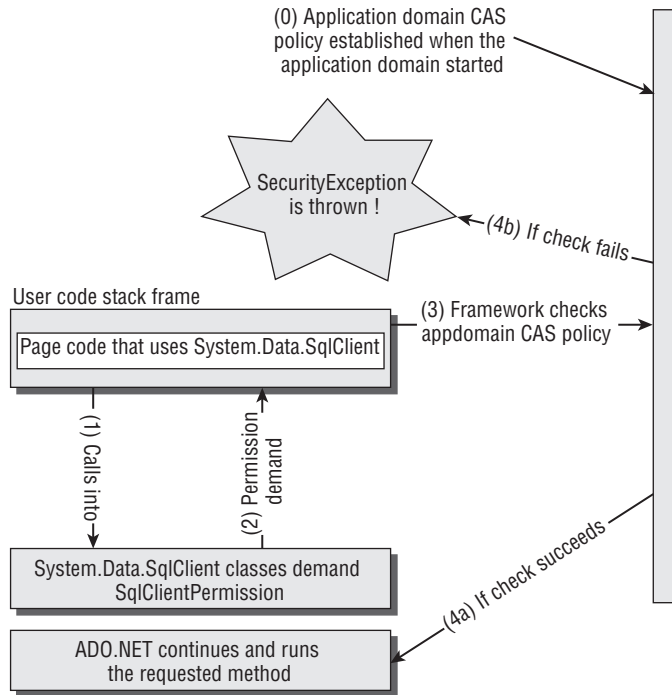 (0) Application domain CAS
policy established when the
application domain started
SecurityException
is thrown !
(4b) If check fails
User code stack frame
Page code that uses System.Data.SqlClient
(3) Framework checks
appdomain CAS policy
(1) Calls into
(2) Permission
demand
System.Data.SqlClient classes demand
SqlClientPermission
(4a) If check succeeds
ADO.NET continues and runs
the requested method